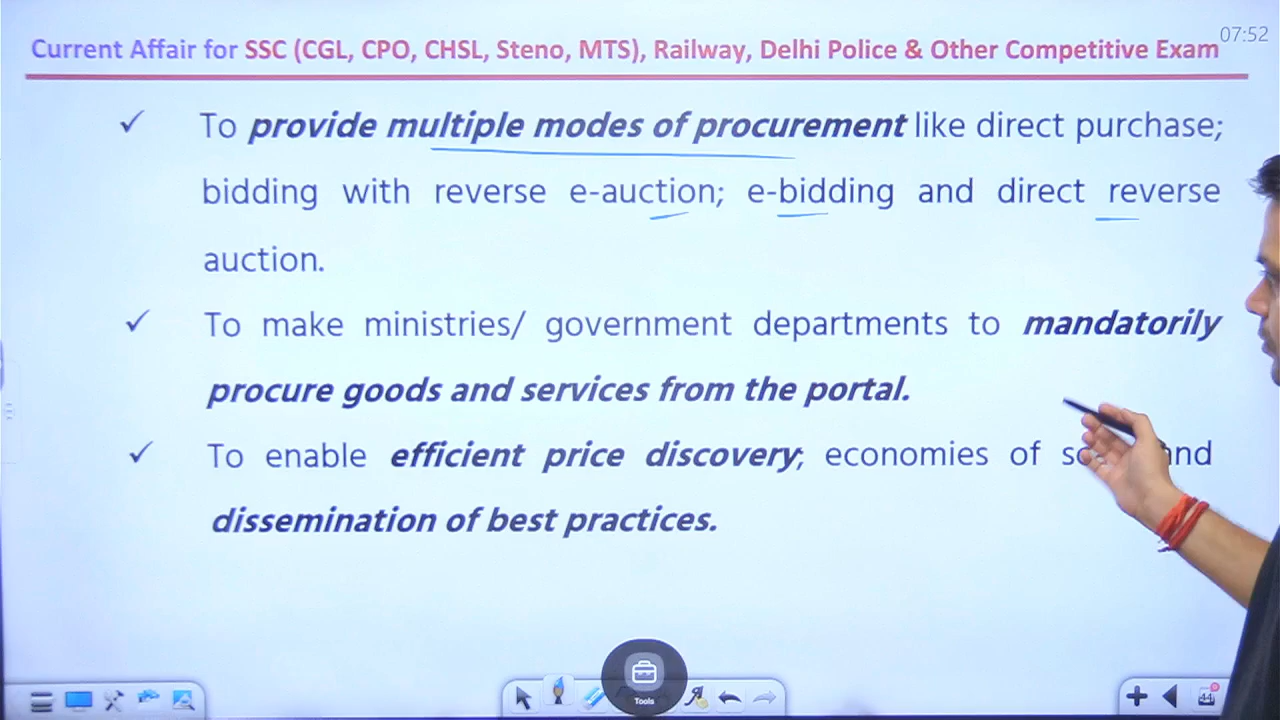 07:52
Current Affair for SSC (CGL, CPO, CHSL, Steno, MTS), Railway, Delhi Police & Other Competitive Exam
✓ To provide multiple modes of procurement like direct purchase;
bidding with reverse e-auction; e-bidding and direct reverse
auction.
✓ To make ministries/ government departments to mandatorily
procure goods and services from the portal.
✓ To enable efficient price discovery; economies of and
dissemination of best practices.
Tools
44